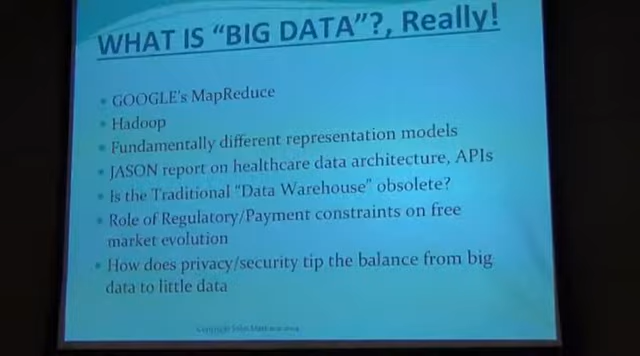 WHAT IS "BIG DATA"?, Really!
GOOGLE's MapReduce
Hadoop
Fundamentally different representation models
JASON report on healthcare data architecture, APIs
Is the Traditional "Data Warehouse" obsolete?
Role of Regulatory/Payment constraints on free
market evolution
How does privacy/security tip the balance from big
data to little data
Copyright John